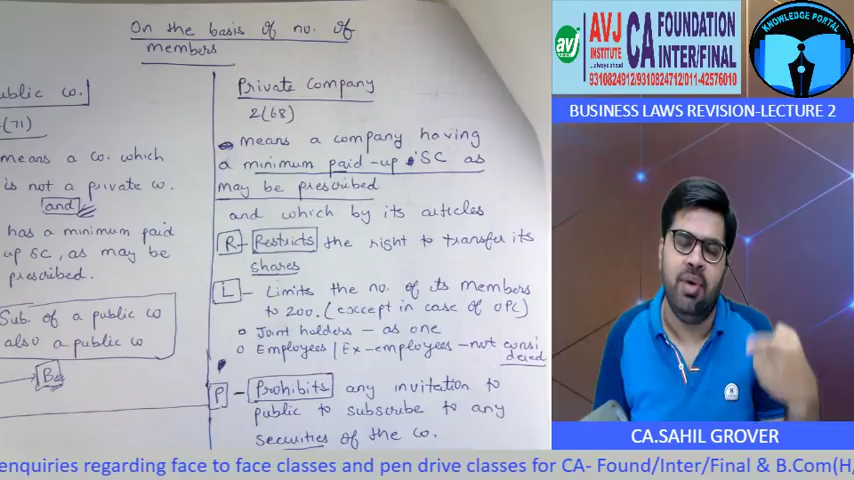 On the basis of no. of
members
ublic co.
(71)
means a co. which
is not a private co.
and
has a minimum paid
up SC, as may be
prescribed.
Sub. of a public co
also a public co
B
Private Company
2(68)
means a company having
a minimum paid-up SC as
may be prescribed
and which by its articles
R - Restricts the right to transfer its
shares
L - Limits the no. of its members
to 200. (except in case of OPC)
Joint holders - as one
Employees / Ex-employees - not consi
dered
P - Prohibits any invitation to
public to subscribe to any
securities of the co.
avj
AVJ
INSTITUTE
...always ahead
CA FOUNDATION
INTER/FINAL
9310824912/9310824712/011-42576010
KNOWLEDGE PORTAL
BUSINESS LAWS REVISION-LECTURE 2
CA.SAHIL GROVER
enquiries regarding face to face classes and pen drive classes for CA- Found/Inter/Final & B.Com(H/